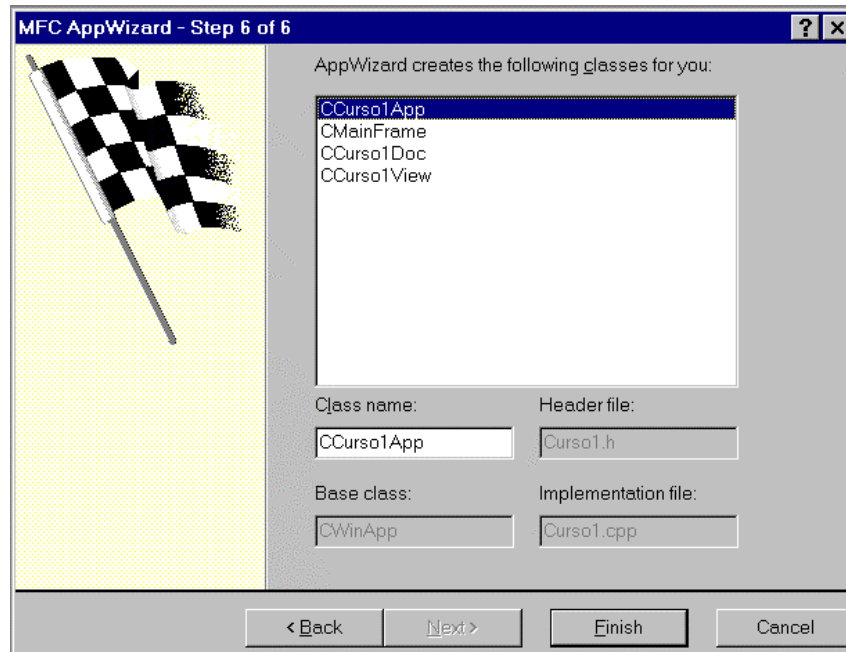 MFC AppWizard - Step 6 of 6
AppWizard creates the following classes for you:
CCurso1App
CMainFrame
CCurso1Doc
CCurso1View
Class name: Header file:
CCurso1App Curso1.h
Base class: Implementation file:
CWinApp Curso1.cpp
< Back Next > Finish Cancel